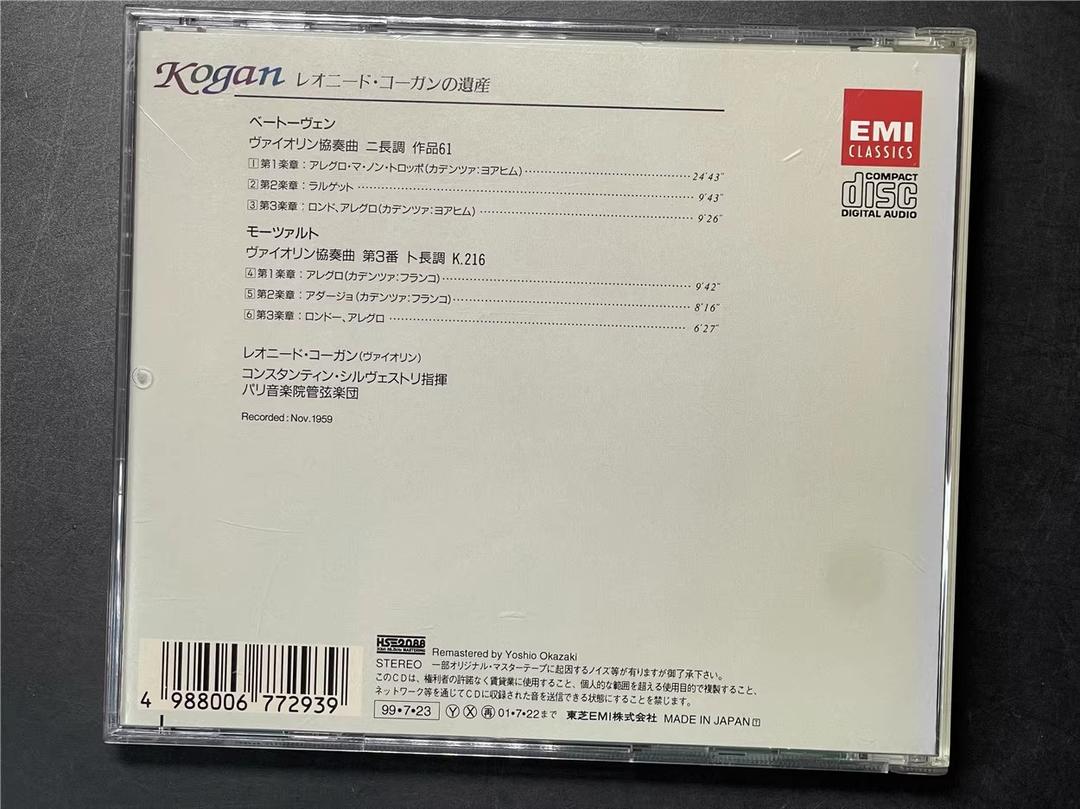 Kogan レオニード・コーガンの遺産
ベートーヴェン
ヴァイオリン協奏曲 ニ長調 作品61
1 第1楽章：アレグロ・マ・ノン・トロッポ(カデンツァ：ヨアヒム) 24'43"
2 第2楽章：ラルゲット 9'43"
3 第3楽章：ロンド、アレグロ(カデンツァ：ヨアヒム) 9'26"
モーツァルト
ヴァイオリン協奏曲 第3番 ト長調 K.216
4 第1楽章：アレグロ(カデンツァ：フランコ) 9'42"
5 第2楽章：アダージョ(カデンツァ：フランコ) 8'16"
6 第3楽章：ロンドー、アレグロ 6'27"
レオニード・コーガン(ヴァイオリン)
コンスタンティン・シルヴェストリ指揮
パリ音楽院管弦楽団
Recorded：Nov.1959
EMI
CLASSICS
COMPACT
disc
DIGITAL AUDIO
HS-2088
Remastered by Yoshio Okazaki
STEREO 一部オリジナル・マスターテープに起因するノイズ等が有りますが御了承下さい。
このCDは、権利者の許諾なく賃貸業に使用すること、個人的な範囲を超える使用目的で複製すること、
ネットワーク等を通じてCDに収録された音を送信できる状態にすることを禁じます。
99・7・23 Ⓨ Ⓧ 再 01・7・22まで 東芝EMI株式会社 MADE IN JAPAN
4 988006 772939